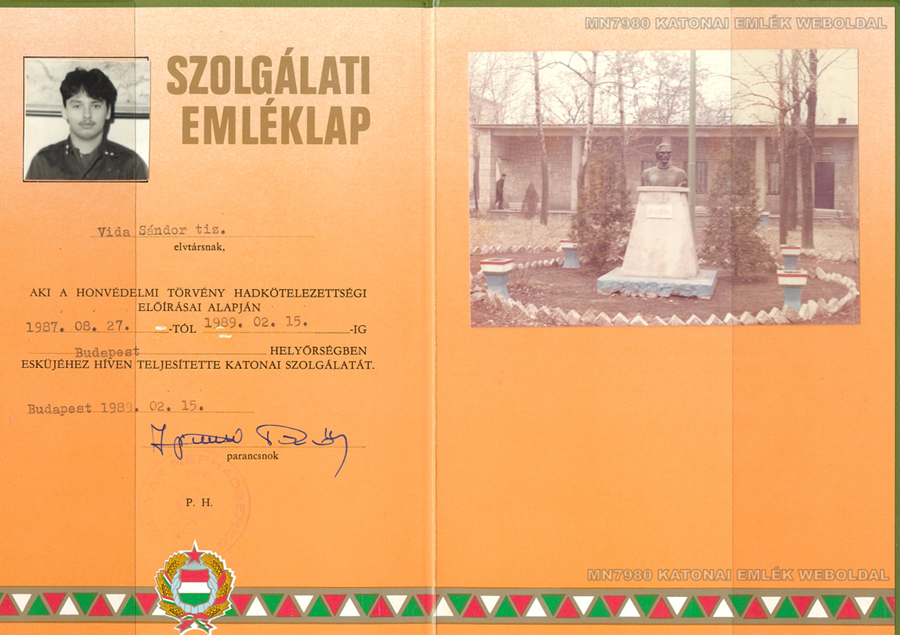 MN7980 KATONAI EMLÉK WEBOLDAL
SZOLGÁLATI
EMLÉKLAP
Vida Sándor tiz.
elvtársnak,
AKI A HONVÉDELMI TÖRVÉNY HADKÖTELEZETTSÉGI
ELŐÍRÁSAI ALAPJÁN
1987. 08. 27. -TŐL 1989. 02. 15. -IG
Budapest HELYŐRSÉGBEN
ESKÜJÉHEZ HÍVEN TELJESÍTETTE KATONAI SZOLGÁLATÁT.
Budapest 1989. 02. 15.
parancsnok
P. H.
MN7980 KATONAI EMLÉK WEBOLDAL